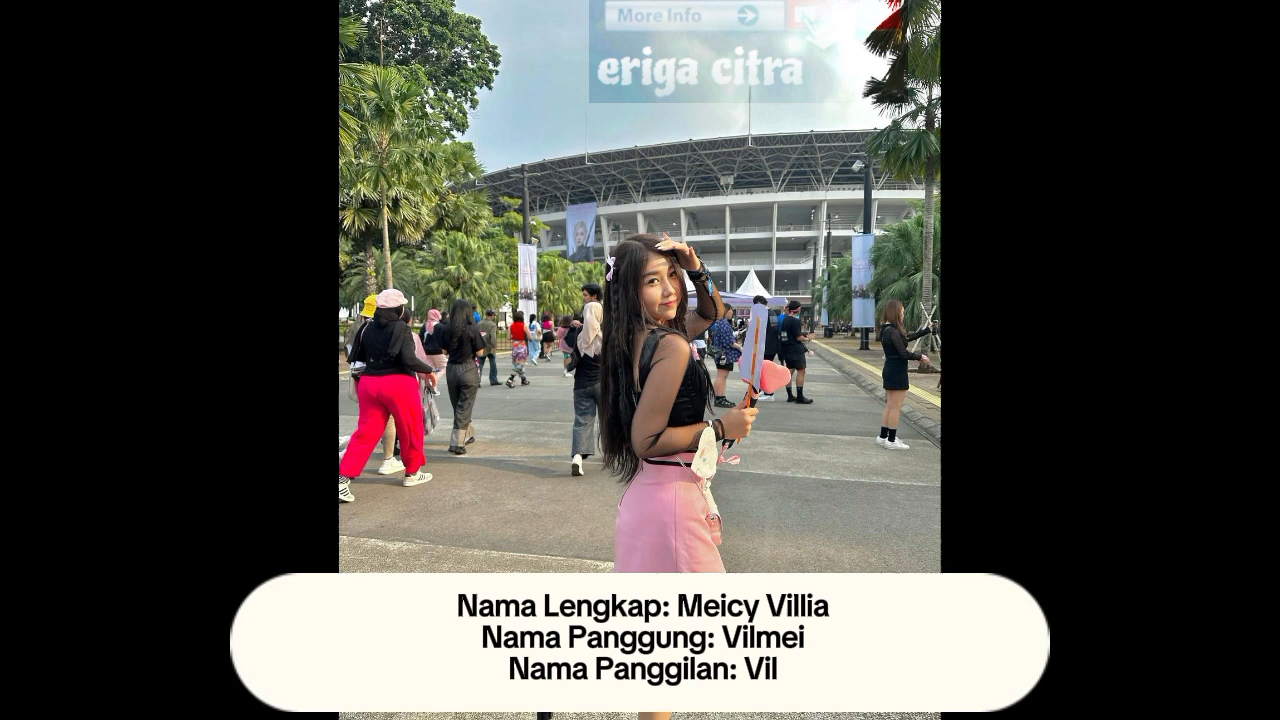 More Info
eriga citra
Nama Lengkap: Meicy Villia
Nama Panggung: Vilmei
Nama Panggilan: Vil